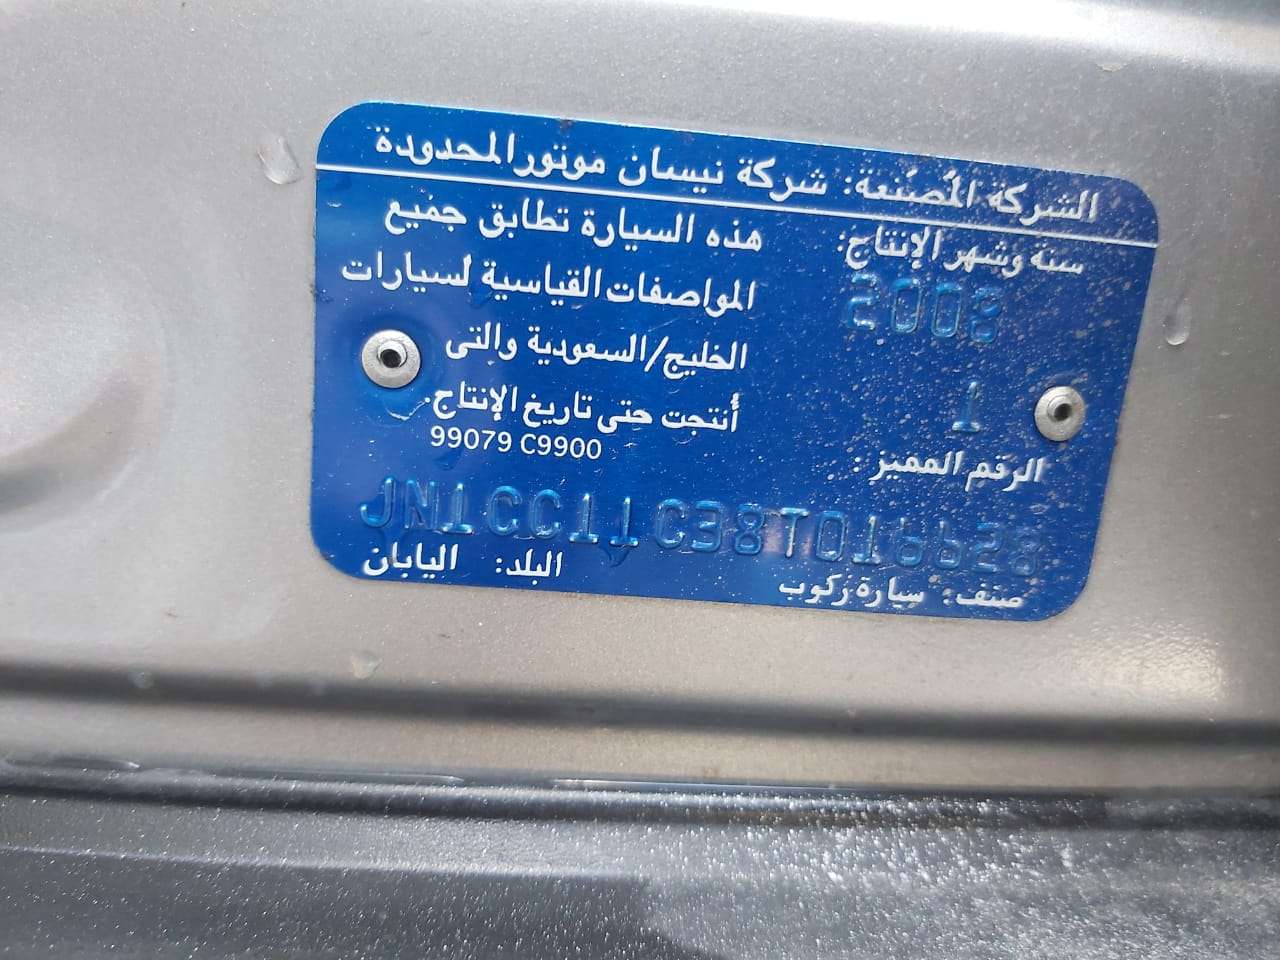 الشركة المصنعة: شركة نيسان موتور المحدودة
سنة وشهر الإنتاج:
2008
1
هذه السيارة تطابق جميع
المواصفات القياسية لسيارات
الخليج/السعودية والتى
أنتجت حتى تاريخ الإنتاج.
99079 C9900
الرقم المميز:
JN1CC11C38T016628
صنف: سيارة ركوب
البلد: اليابان